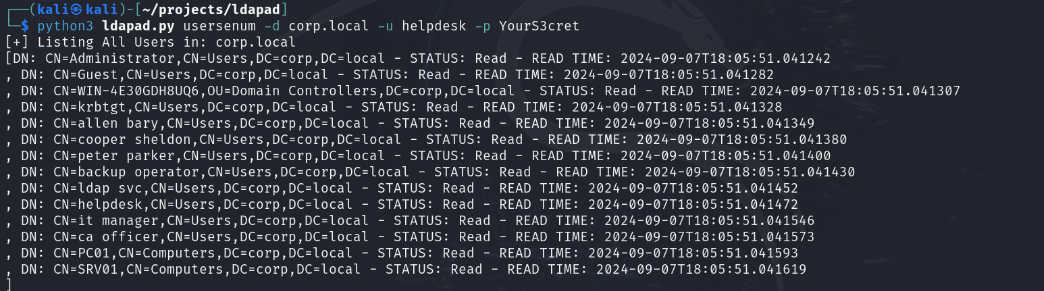 ┌──(kali㉿kali)-[~/projects/ldapad]
└─$ python3 ldapad.py usersenum -d corp.local -u helpdesk -p YourS3cret
[+] Listing All Users in: corp.local
[DN: CN=Administrator,CN=Users,DC=corp,DC=local - STATUS: Read - READ TIME: 2024-09-07T18:05:51.041242
, DN: CN=Guest,CN=Users,DC=corp,DC=local - STATUS: Read - READ TIME: 2024-09-07T18:05:51.041282
, DN: CN=WIN-4E30GDH8UQ6,OU=Domain Controllers,DC=corp,DC=local - STATUS: Read - READ TIME: 2024-09-07T18:05:51.041307
, DN: CN=krbtgt,CN=Users,DC=corp,DC=local - STATUS: Read - READ TIME: 2024-09-07T18:05:51.041328
, DN: CN=allen bary,CN=Users,DC=corp,DC=local - STATUS: Read - READ TIME: 2024-09-07T18:05:51.041349
, DN: CN=cooper sheldon,CN=Users,DC=corp,DC=local - STATUS: Read - READ TIME: 2024-09-07T18:05:51.041380
, DN: CN=peter parker,CN=Users,DC=corp,DC=local - STATUS: Read - READ TIME: 2024-09-07T18:05:51.041400
, DN: CN=backup operator,CN=Users,DC=corp,DC=local - STATUS: Read - READ TIME: 2024-09-07T18:05:51.041430
, DN: CN=ldap svc,CN=Users,DC=corp,DC=local - STATUS: Read - READ TIME: 2024-09-07T18:05:51.041452
, DN: CN=helpdesk,CN=Users,DC=corp,DC=local - STATUS: Read - READ TIME: 2024-09-07T18:05:51.041472
, DN: CN=it manager,CN=Users,DC=corp,DC=local - STATUS: Read - READ TIME: 2024-09-07T18:05:51.041546
, DN: CN=ca officer,CN=Users,DC=corp,DC=local - STATUS: Read - READ TIME: 2024-09-07T18:05:51.041573
, DN: CN=PC01,CN=Computers,DC=corp,DC=local - STATUS: Read - READ TIME: 2024-09-07T18:05:51.041593
, DN: CN=SRV01,CN=Computers,DC=corp,DC=local - STATUS: Read - READ TIME: 2024-09-07T18:05:51.041619
]